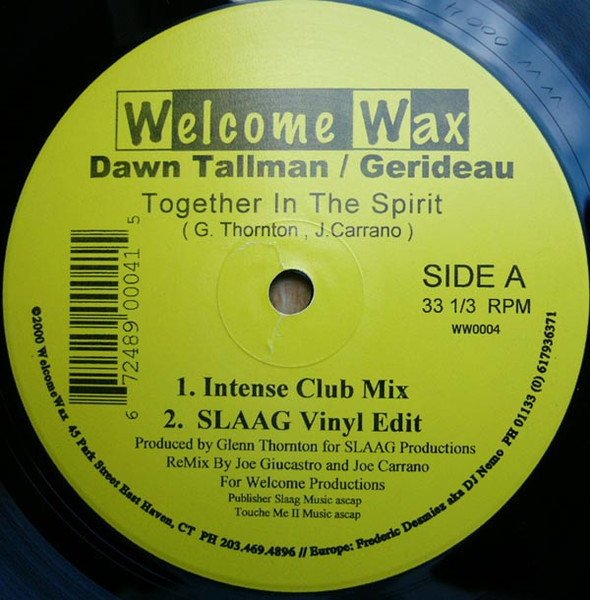 Welcome Wax
Dawn Tallman / Gerideau
Together In The Spirit
( G. Thornton , J.Carrano )
SIDE A
33 1/3 RPM
WW0004
6 72489 00041 5
1. Intense Club Mix
2. SLAAG Vinyl Edit
Produced by Glenn Thornton for SLAAG Productions
ReMix By Joe Giucastro and Joe Carrano
For Welcome Productions
Publisher Slaag Music ascap
Touche Me II Music ascap
©2000 WelcomeWax 45 Park Street East Haven, CT PH 203.469.4896 // Europe: Frederic Desmiez aka DJ Nemo PH 01133 (0) 617936371